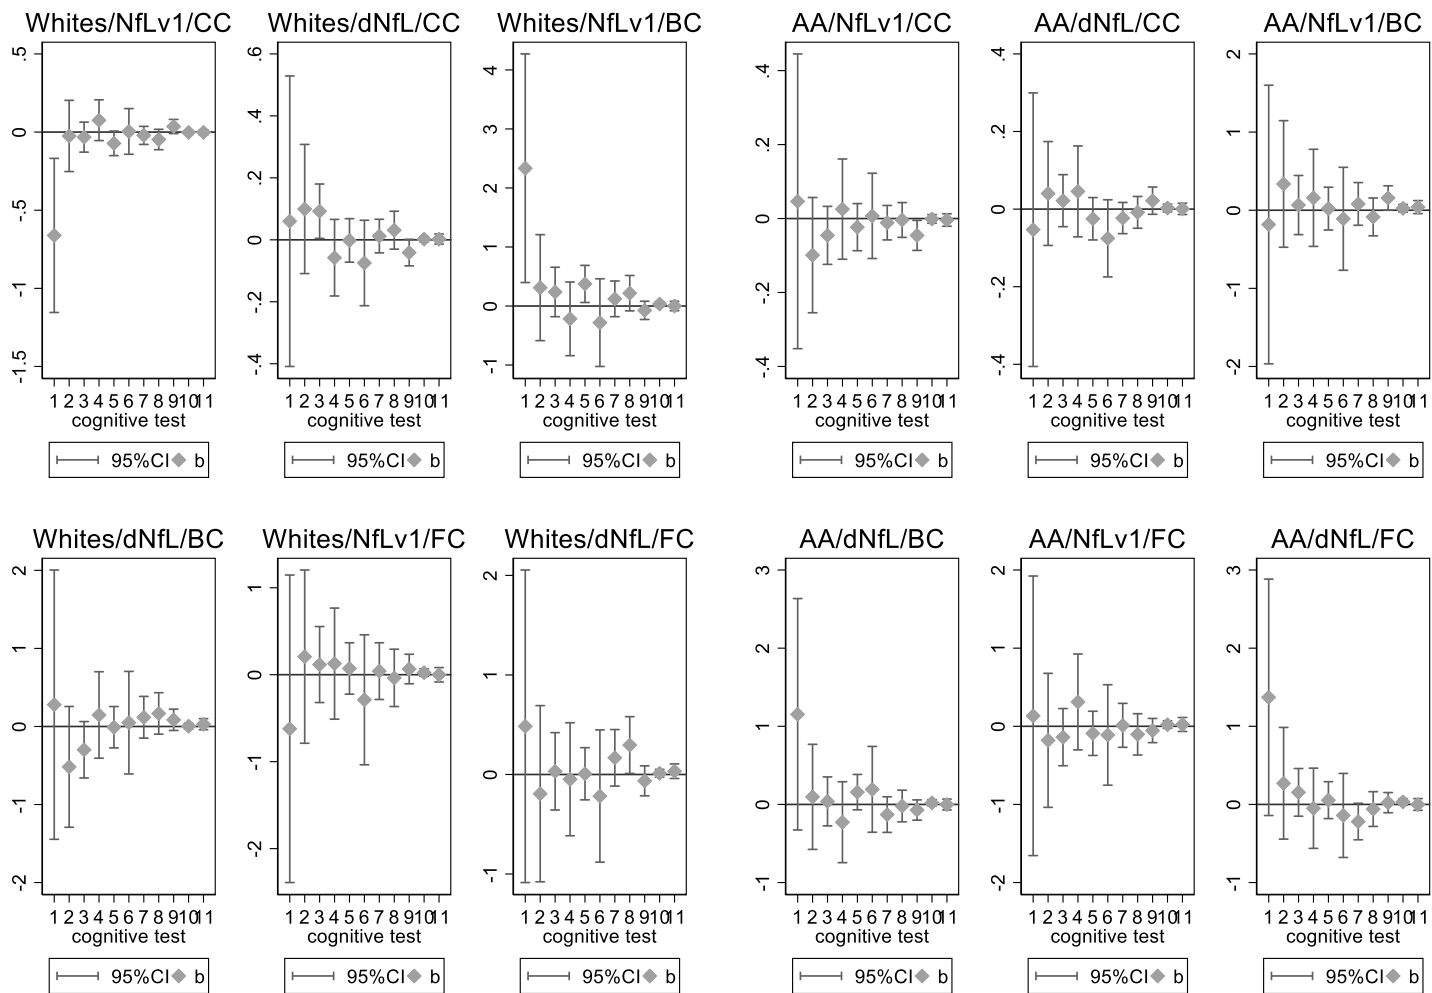 Whites/NfLv1/CC
.5
0
-.5
-1
-1.5
1 2 3 4 5 6 7 8 9 10 11
cognitive test
95%CI b
Whites/dNfL/CC
.6
.4
.2
0
-.2
-.4
1 2 3 4 5 6 7 8 9 10 11
cognitive test
95%CI b
Whites/NfLv1/BC
4
3
2
1
0
-1
1 2 3 4 5 6 7 8 9 10 11
cognitive test
95%CI b
AA/NfLv1/CC
.4
.2
0
-.2
-.4
1 2 3 4 5 6 7 8 9 10 11
cognitive test
95%CI b
AA/dNfL/CC
.4
.2
0
-.2
-.4
1 2 3 4 5 6 7 8 9 10 11
cognitive test
95%CI b
AA/NfLv1/BC
2
1
0
-1
-2
1 2 3 4 5 6 7 8 9 10 11
cognitive test
95%CI b
Whites/dNfL/BC
2
1
0
-1
-2
1 2 3 4 5 6 7 8 9 10 11
cognitive test
95%CI b
Whites/NfLv1/FC
1
0
-1
-2
1 2 3 4 5 6 7 8 9 10 11
cognitive test
95%CI b
Whites/dNfL/FC
2
1
0
-1
1 2 3 4 5 6 7 8 9 10 11
cognitive test
95%CI b
AA/dNfL/BC
3
2
1
0
-1
1 2 3 4 5 6 7 8 9 10 11
cognitive test
95%CI b
AA/NfLv1/FC
2
1
0
-1
-2
1 2 3 4 5 6 7 8 9 10 11
cognitive test
95%CI b
AA/dNfL/FC
3
2
1
0
-1
1 2 3 4 5 6 7 8 9 10 11
cognitive test
95%CI b